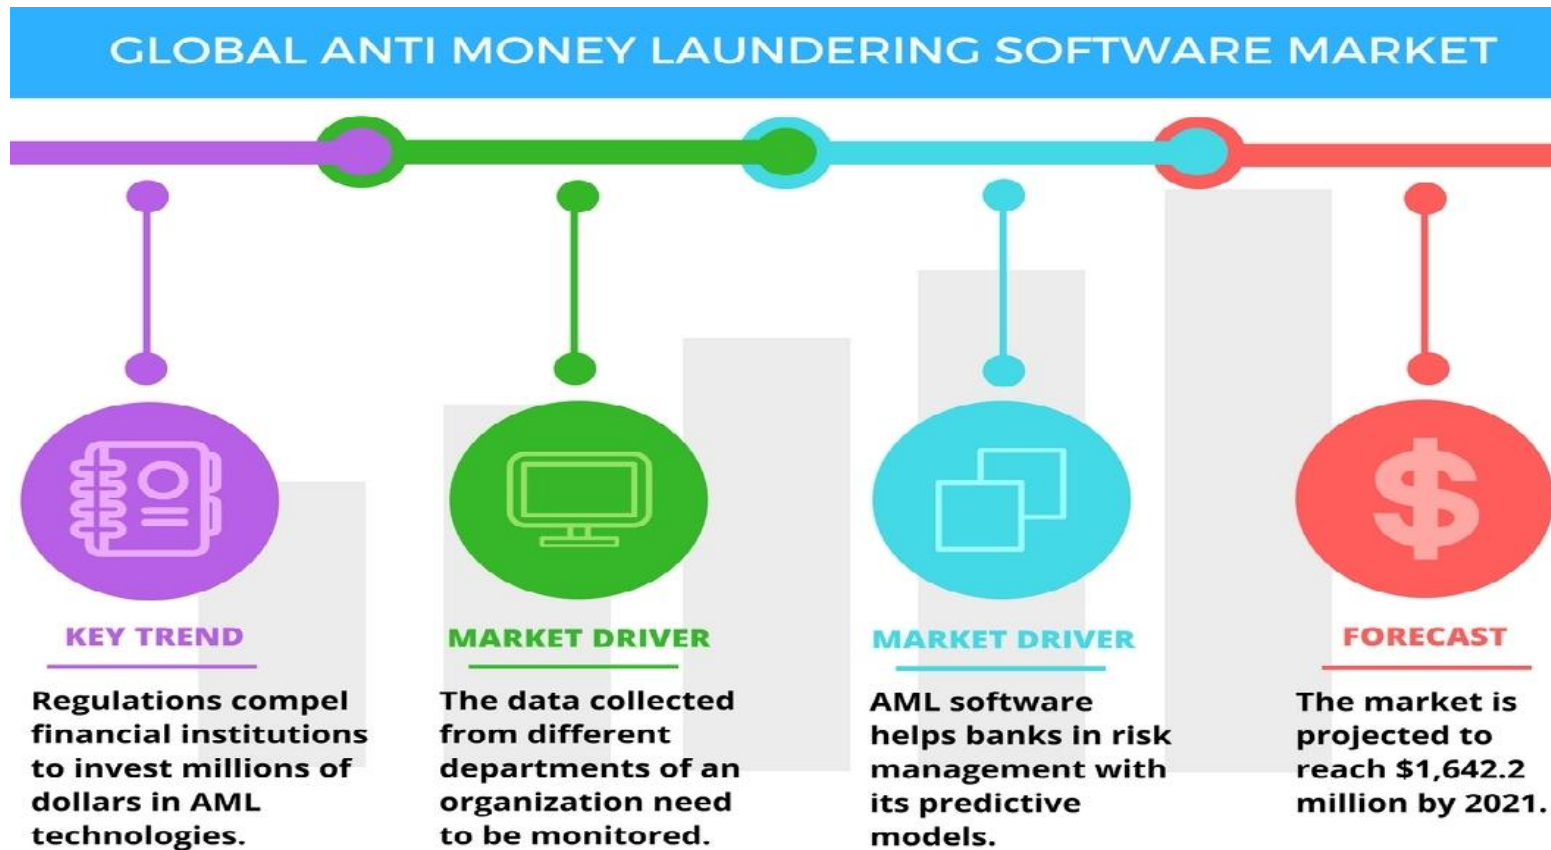 GLOBAL ANTI MONEY LAUNDERING SOFTWARE MARKET
KEY TREND
Regulations compel
financial institutions
to invest millions of
dollars in AML
technologies.
MARKET DRIVER
The data collected
from different
departments of an
organization need
to be monitored.
MARKET DRIVER
AML software
helps banks in risk
management with
its predictive
models.
FORECAST
The market is
projected to
reach $1,642.2
million by 2021.